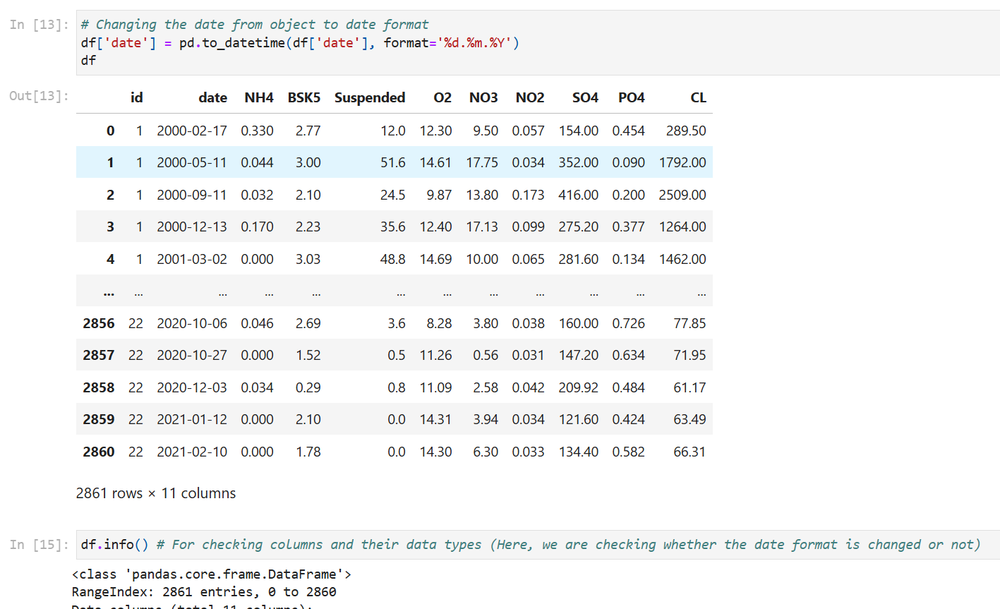 In [13]: # Changing the date from object to date format
df['date'] = pd.to_datetime(df['date'], format='%d.%m.%Y')
df
Out[13]: id date NH4 BSK5 Suspended O2 NO3 NO2 SO4 PO4 CL
0 1 2000-02-17 0.330 2.77 12.0 12.30 9.50 0.057 154.00 0.454 289.50
1 1 2000-05-11 0.044 3.00 51.6 14.61 17.75 0.034 352.00 0.090 1792.00
2 1 2000-09-11 0.032 2.10 24.5 9.87 13.80 0.173 416.00 0.200 2509.00
3 1 2000-12-13 0.170 2.23 35.6 12.40 17.13 0.099 275.20 0.377 1264.00
4 1 2001-03-02 0.000 3.03 48.8 14.69 10.00 0.065 281.60 0.134 1462.00
... ... ... ... ... ... ... ... ... ... ... ...
2856 22 2020-10-06 0.046 2.69 3.6 8.28 3.80 0.038 160.00 0.726 77.85
2857 22 2020-10-27 0.000 1.52 0.5 11.26 0.56 0.031 147.20 0.634 71.95
2858 22 2020-12-03 0.034 0.29 0.8 11.09 2.58 0.042 209.92 0.484 61.17
2859 22 2021-01-12 0.000 2.10 0.0 14.31 3.94 0.034 121.60 0.424 63.49
2860 22 2021-02-10 0.000 1.78 0.0 14.30 6.30 0.033 134.40 0.582 66.31
2861 rows × 11 columns
In [15]: df.info() # For checking columns and their data types (Here, we are checking whether the date format is changed or not)
<class 'pandas.core.frame.DataFrame'>
RangeIndex: 2861 entries, 0 to 2860
Data columns (total 11 columns):